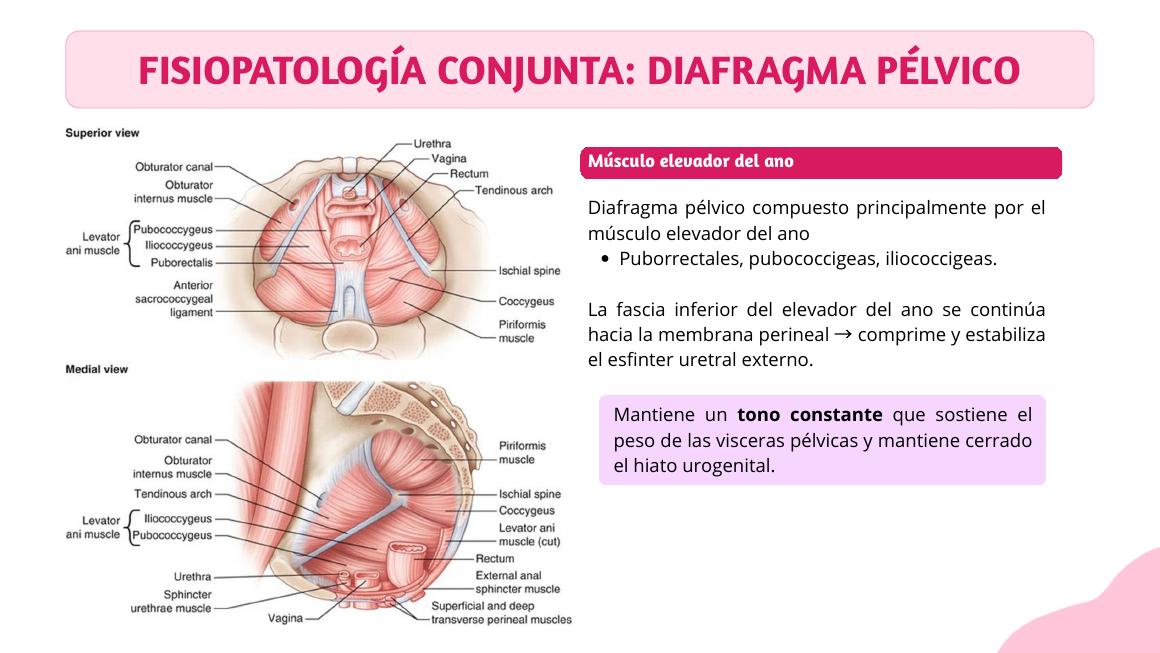 FISIOPATOLOGÍA CONJUNTA: DIAFRAGMA PÉLVICO
Superior view
Urethra
Vagina
Rectum
Tendinous arch
Obturator canal
Obturator
internus muscle
Levator
ani muscle
Pubococcygeus
Iliococcygeus
Puborectalis
Anterior
sacrococcygeal
ligament
Ischial spine
Coccygeus
Piriformis
muscle
Medial view
Obturator canal
Obturator
internus muscle
Tendinous arch
Levator
ani muscle
Iliococcygeus
Pubococcygeus
Urethra
Sphincter
urethrae muscle
Vagina
Piriformis
muscle
Ischial spine
Coccygeus
Levator ani
muscle (cut)
Rectum
External anal
sphincter muscle
Superficial and deep
transverse perineal muscles
Músculo elevador del ano
Diafragma pélvico compuesto principalmente por el
músculo elevador del ano
• Puborrectales, pubococcigeas, iliococcigeas.
La fascia inferior del elevador del ano se continúa
hacia la membrana perineal → comprime y estabiliza
el esfinter uretral externo.
Mantiene un tono constante que sostiene el
peso de las visceras pélvicas y mantiene cerrado
el hiato urogenital.